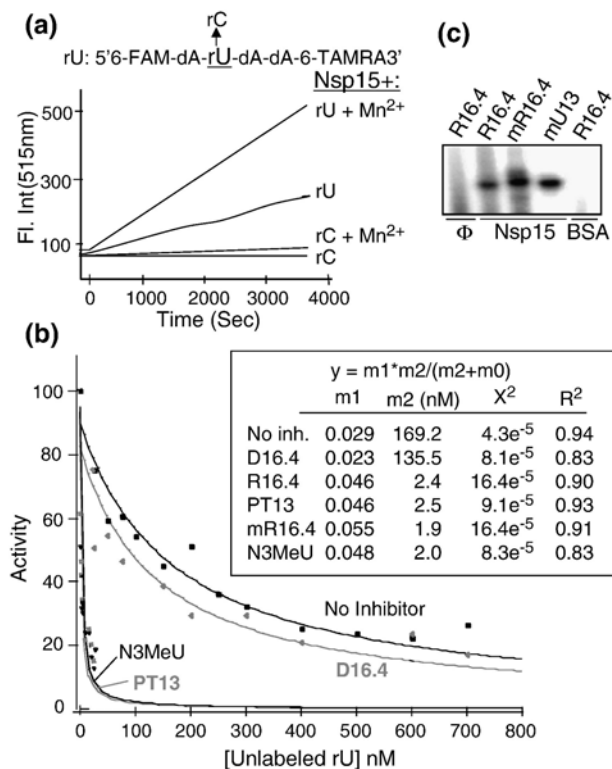 (a)
rC
rU: 5'6-FAM-dA-rU-dA-dA-6-TAMRA3'
Nsp15+:
500
300
100
Fl. Int(515nm)
rU + Mn2+
rU
rC + Mn2+
rC
0 1000 2000 3000 4000
Time (Sec)
(c)
R16.4
R16.4
mR16.4
mU13
R16.4
Φ Nsp15 BSA
(b)
100
80
60
40
20
0
Activity
y = m1*m2/(m2+m0)
m1 m2 (nM) X2 R2
No inh. 0.029 169.2 4.3e-5 0.94
D16.4 0.023 135.5 8.1e-5 0.83
R16.4 0.046 2.4 16.4e-5 0.90
PT13 0.046 2.5 9.1e-5 0.93
mR16.4 0.055 1.9 16.4e-5 0.91
N3MeU 0.048 2.0 8.3e-5 0.83
No Inhibitor
D16.4
N3MeU
PT13
0 100 200 300 400 500 600 700 800
[Unlabeled rU] nM